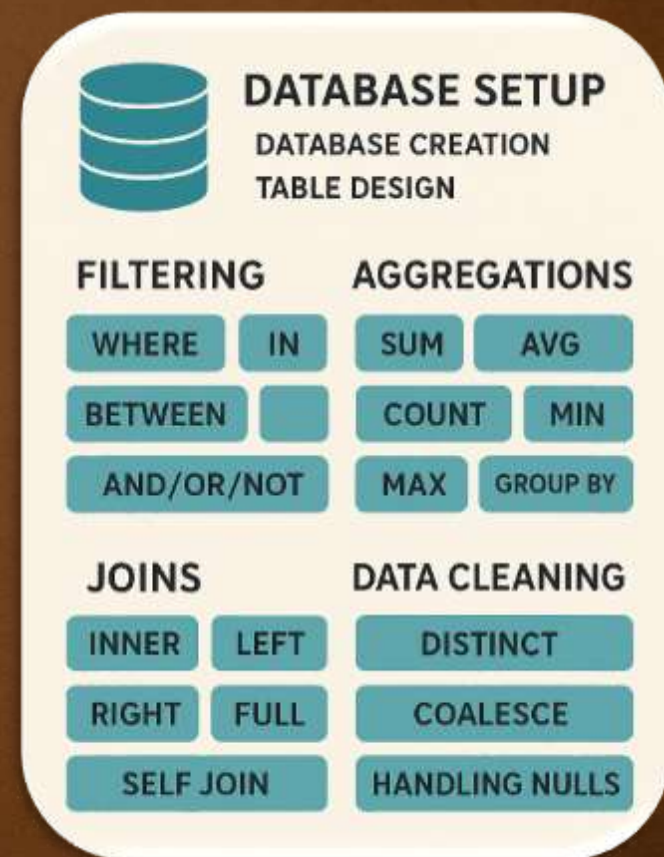 DATABASE SETUP
DATABASE CREATION
TABLE DESIGN
FILTERING
WHERE IN
BETWEEN
AND/OR/NOT
AGGREGATIONS
SUM AVG
COUNT MIN
MAX GROUP BY
JOINS
INNER LEFT
RIGHT FULL
SELF JOIN
DATA CLEANING
DISTINCT
COALESCE
HANDLING NULLS